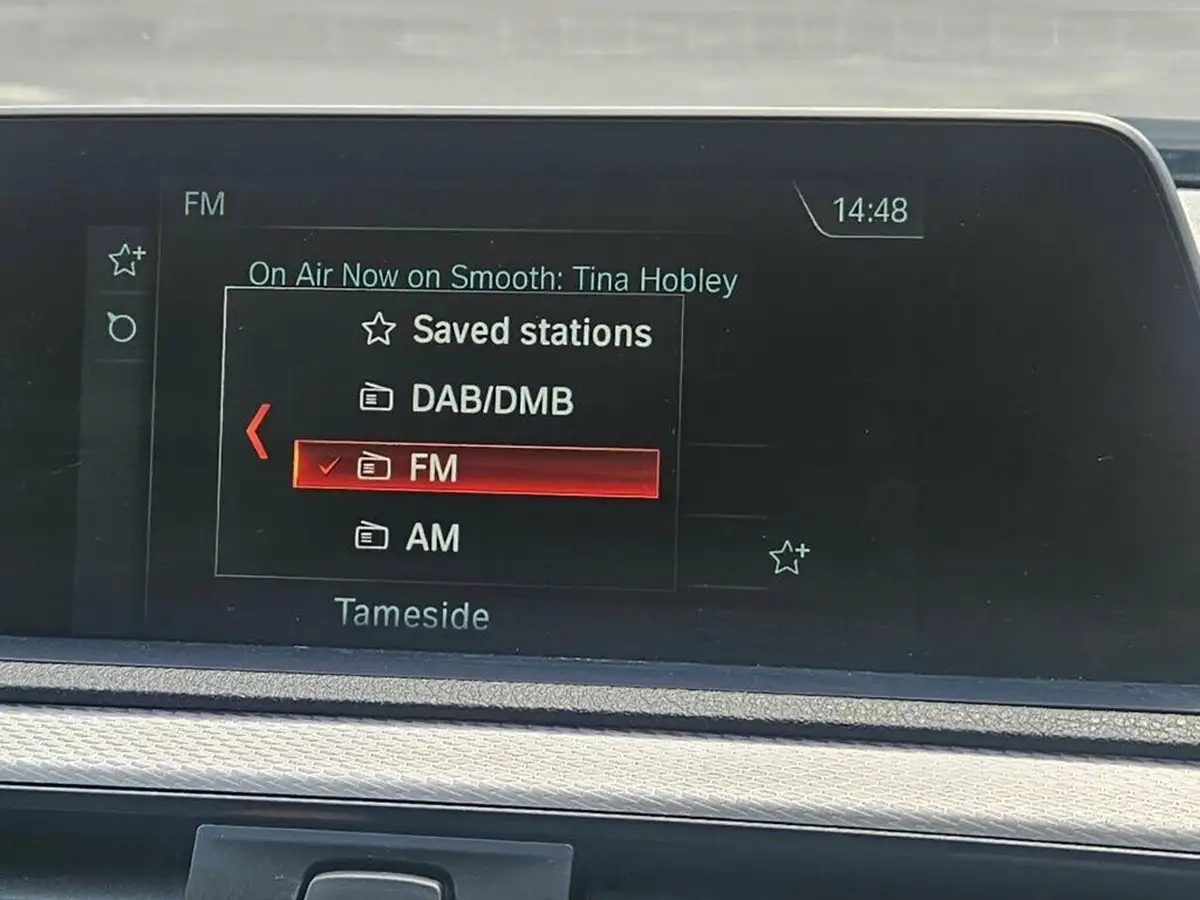 FM
14:48
On Air Now on Smooth: Tina Hobley
Saved stations
DAB/DMB
FM
AM
Tameside